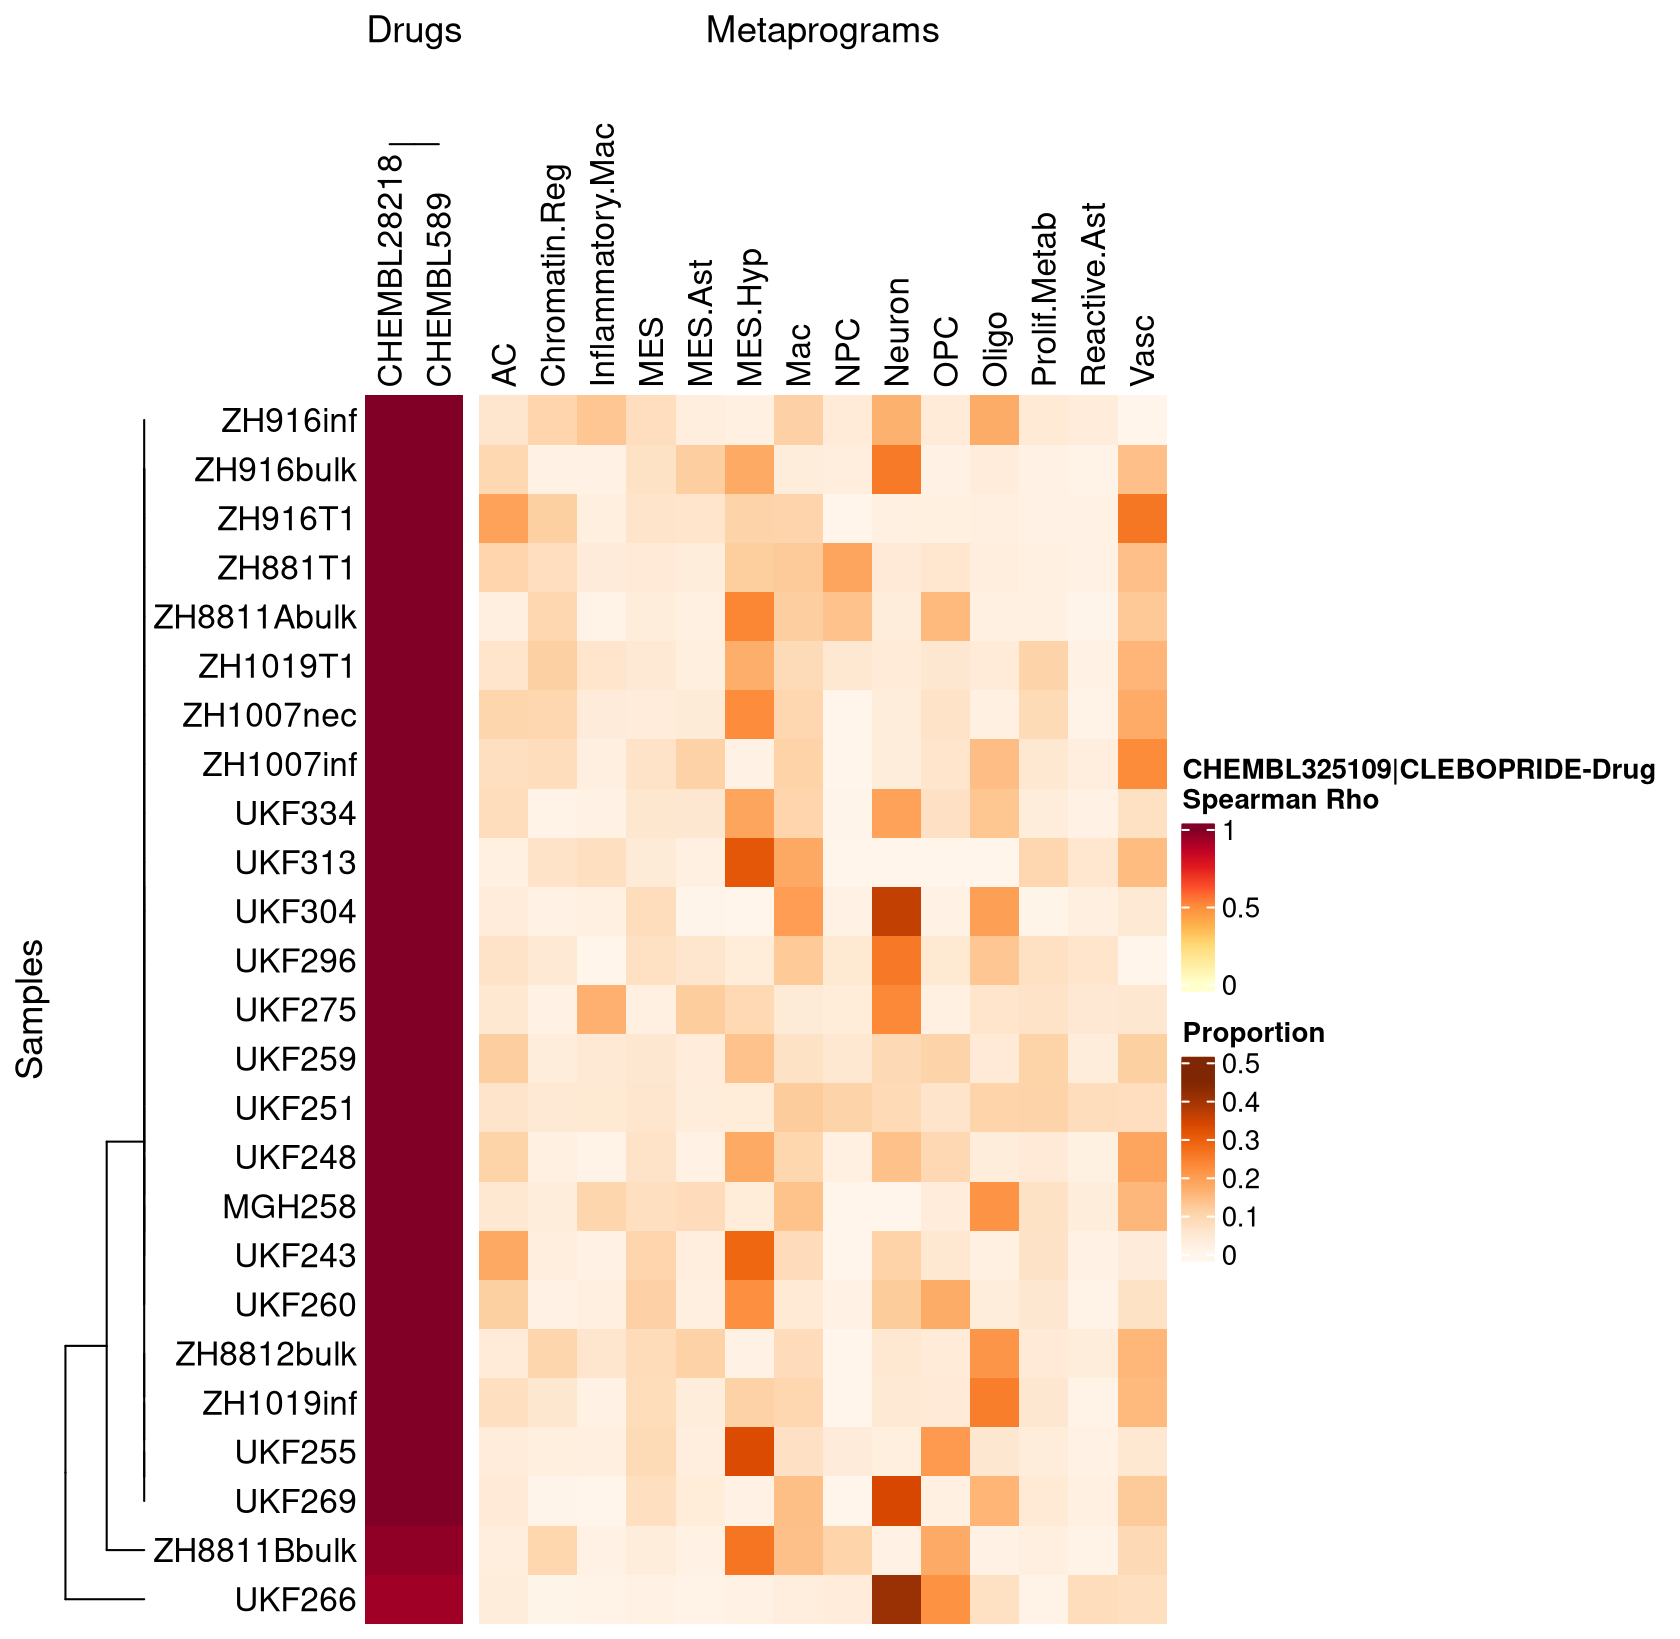 Drugs
Metaprograms
CHEMBL28218
CHEMBL589
AC
Chromatin.Reg
Inflammatory.Mac
MES
MES.Ast
MES.Hyp
Mac
NPC
Neuron
OPC
Oligo
Prolif.Metab
Reactive.Ast
Vasc
Samples
ZH916inf
ZH916bulk
ZH916T1
ZH881T1
ZH8811Abulk
ZH1019T1
ZH1007nec
ZH1007inf
UKF334
UKF313
UKF304
UKF296
UKF275
UKF259
UKF251
UKF248
MGH258
UKF243
UKF260
ZH8812bulk
ZH1019inf
UKF255
UKF269
ZH8811Bbulk
UKF266
CHEMBL325109|CLEBOPRIDE-Drug
Spearman Rho
1
0.5
0
Proportion
0.5
0.4
0.3
0.2
0.1
0